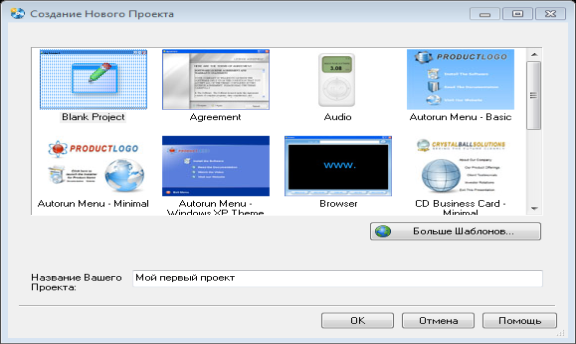 Создание Нового Проекта
PRODUCTLOGO
3.08
Blank Project
Agreement
Audio
Autorun Menu - Basic
PRODUCTLOGO
WWW.
CRYSTALBALLSOLUTIONS
Autorun Menu - Minimal
Autorun Menu -
Windows XP Theme
Browser
CD Business Card -
Minimal
Больше Шаблонов...
Название Вашего
Проекта:
Мой первый проект
OK
Отмена
Помощь